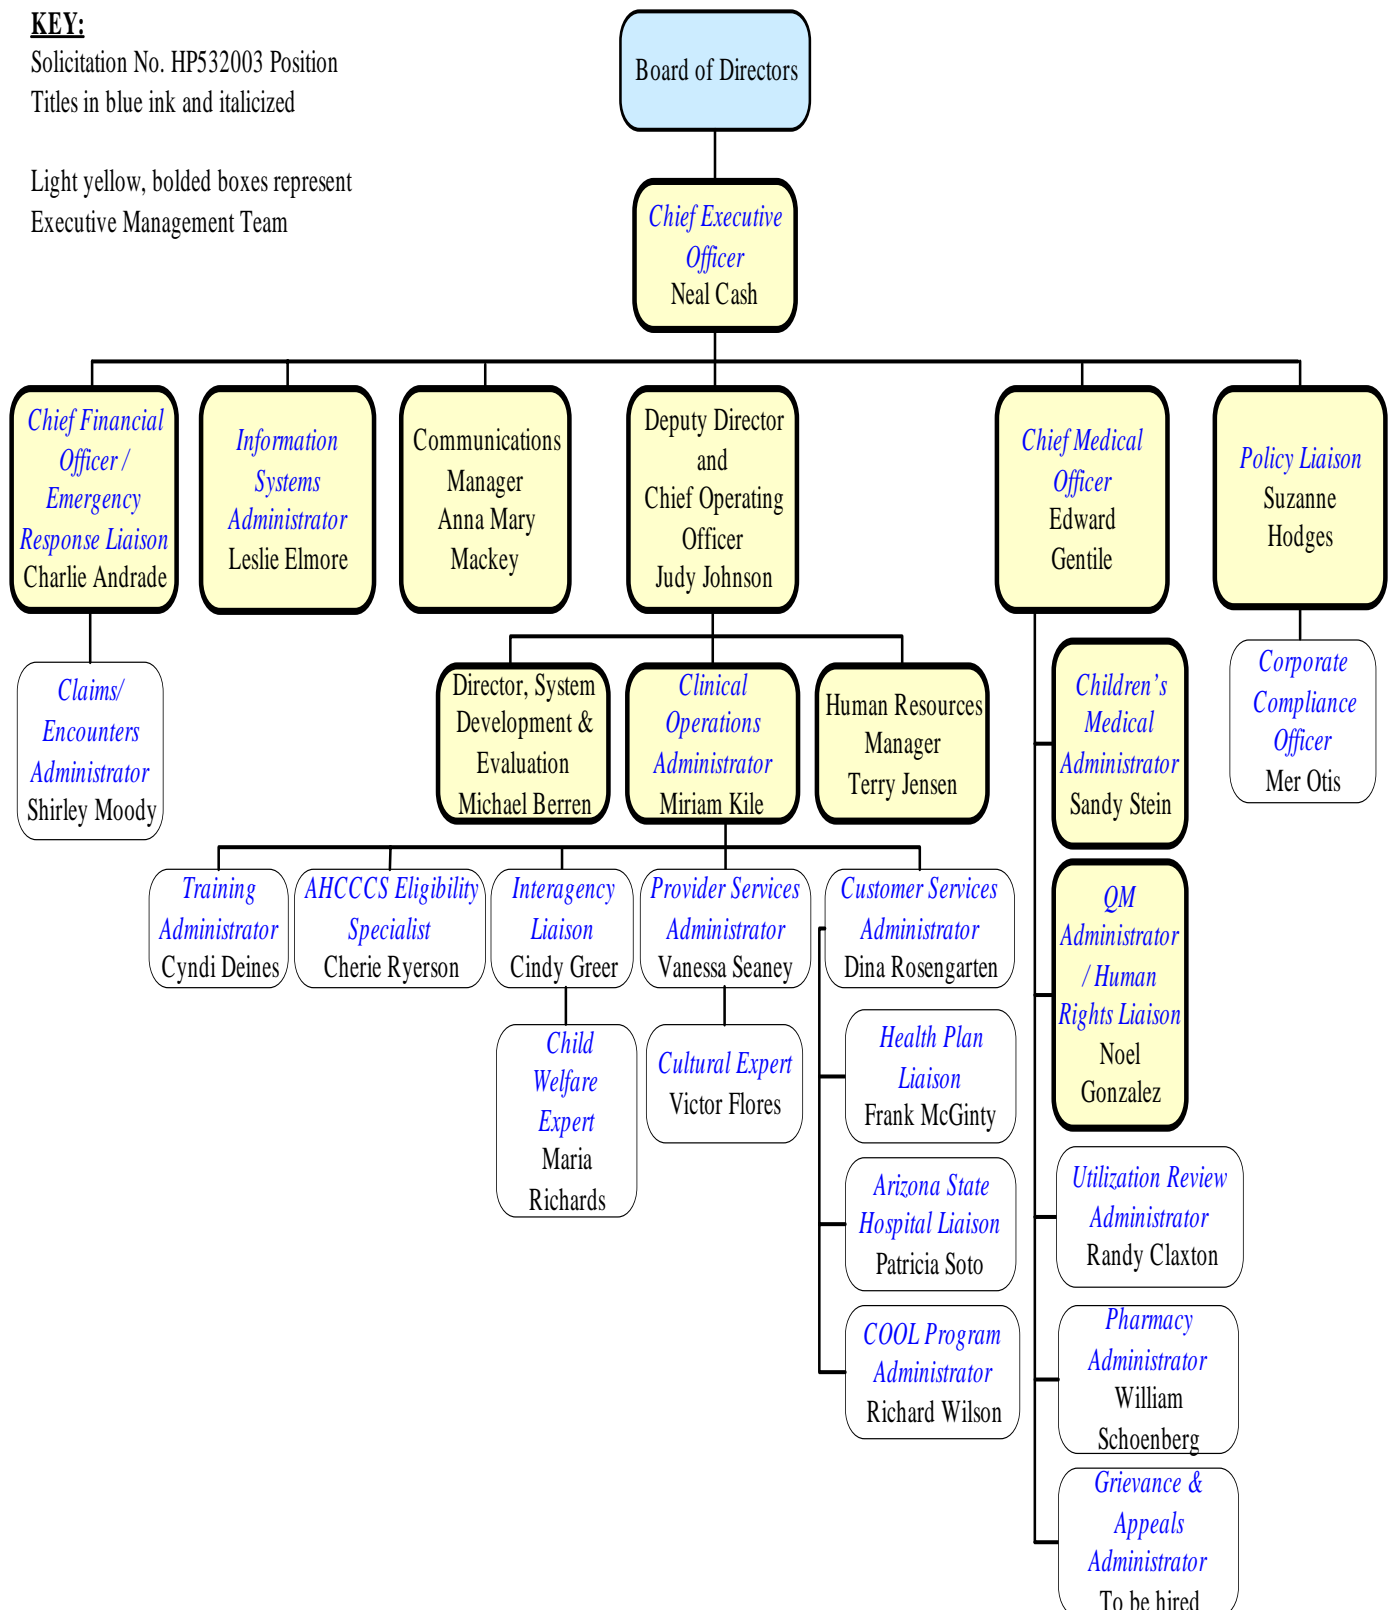 KEY:
Solicitation No. HP532003 Position
Titles in blue ink and italicized
Light yellow, bolded boxes represent
Executive Management Team
Board of Directors
Chief Executive
Officer
Neal Cash
Chief Financial
Officer /
Emergency
Response Liaison
Charlie Andrade
Information
Systems
Administrator
Leslie Elmore
Communications
Manager
Anna Mary
Mackey
Deputy Director
and
Chief Operating
Officer
Judy Johnson
Chief Medical
Officer
Edward
Gentile
Policy Liaison
Suzanne
Hodges
Claims/
Encounters
Administrator
Shirley Moody
Director, System
Development &
Evaluation
Michael Berren
Clinical
Operations
Administrator
Miriam Kile
Human Resources
Manager
Terry Jensen
Children's
Medical
Administrator
Sandy Stein
Corporate
Compliance
Officer
Mer Otis
Training
Administrator
Cyndi Deines
AHCCCS Eligibility
Specialist
Cherie Ryerson
Interagency
Liaison
Cindy Greer
Provider Services
Administrator
Vanessa Seaney
Customer Services
Administrator
Dina Rosengarten
QM
Administrator
/ Human
Rights Liaison
Noel
Gonzalez
Child
Welfare
Expert
Maria
Richards
Cultural Expert
Victor Flores
Health Plan
Liaison
Frank McGinty
Arizona State
Hospital Liaison
Patricia Soto
COOL Program
Administrator
Richard Wilson
Utilization Review
Administrator
Randy Claxton
Pharmacy
Administrator
William
Schoenberg
Grievance &
Appeals
Administrator
To be hired